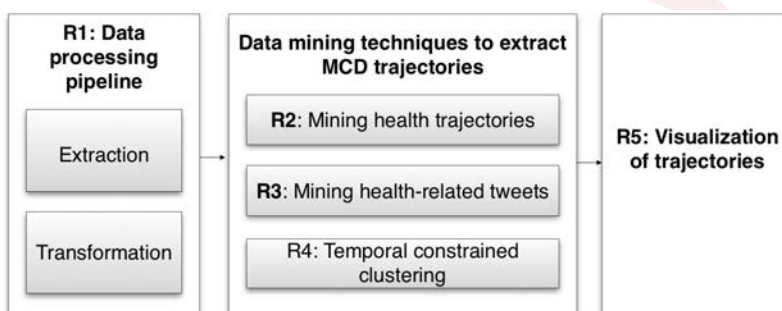 R1: Data
processing
pipeline
Extraction
Transformation
Data mining techniques to extract
MCD trajectories
R2: Mining health trajectories
R3: Mining health-related tweets
R4: Temporal constrained
clustering
R5: Visualization
of trajectories